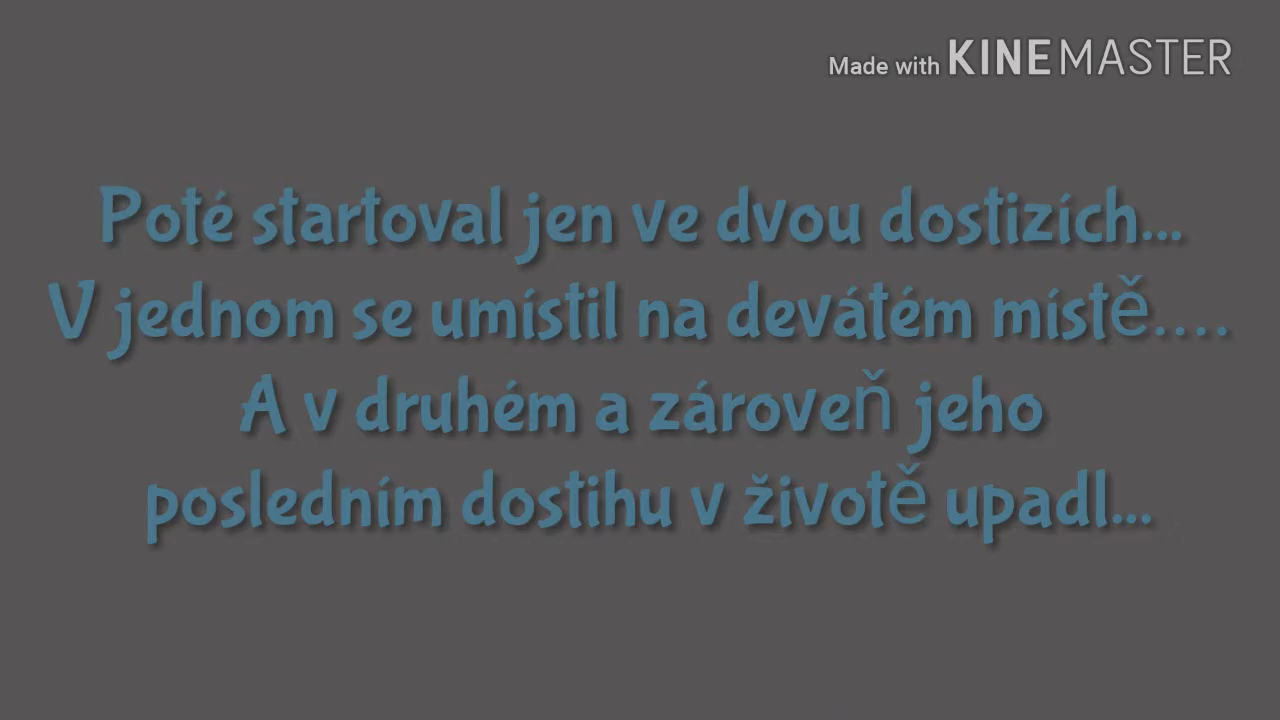 Made with KINEMASTER
Poté startoval jen ve dvou dostizích...
V jednom se umístil na devátém místě....
A v druhém a zároveň jeho
posledním dostihu v životě upadl...